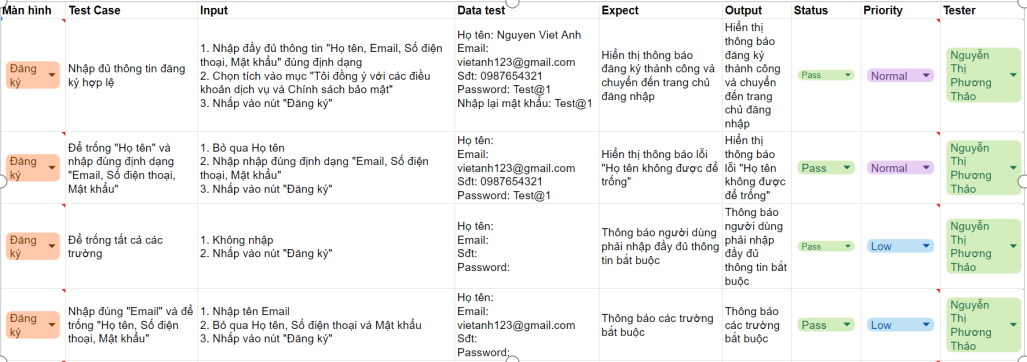 Màn hình Test Case Input Data test Expect Output Status Priority Tester
Đăng ký
Nhập đủ thông tin đăng ký hợp lệ
1. Nhập đầy đủ thông tin "Họ tên, Email, Số điện
thoại, Mật khẩu" đúng định dạng
2. Chọn tích vào mục "Tôi đồng ý với các điều
khoản dịch vụ và Chính sách bảo mật"
3. Nhấp vào nút "Đăng ký"
Họ tên: Nguyen Viet Anh
Email:
vietanh123@gmail.com
Sđt: 0987654321
Password: Test@1
Nhập lại mật khẩu: Test@1
Hiển thị thông báo
đăng ký thành công và
chuyển đến trang chủ
đăng nhập
Hiển thị
thông báo
đăng ký
thành công
và chuyển
đến trang
chủ đăng
nhập
Pass
Normal
Nguyễn
Thị
Phương
Thảo
Đăng
ký
Để trống "Họ tên" và
nhập đúng định dạng
"Email, Số điện thoại,
Mật khẩu"
1. Bỏ qua Họ tên
2. Nhập nhập đúng định dạng "Email, Số điện
thoại, Mật khẩu"
3. Nhấp vào nút "Đăng ký"
Họ tên:
Email:
vietanh123@gmail.com
Sđt: 0987654321
Password: Test@1
Hiển thị thông báo lỗi
"Họ tên không được để
trống"
Hiển thị
thông báo
lỗi "Họ tên
không được
để trống"
Pass
Normal
Nguyễn
Thị
Phương
Thảo
Đăng
ký
Để trống tất cả các
trường
1. Không nhập
2. Nhấp vào nút "Đăng ký"
Họ tên:
Email:
Sđt:
Password:
Thông báo người dùng
phải nhập đầy đủ thông
tin bắt buộc
Thông báo
người dùng
phải nhập
đầy đủ
thông tin bắt
buộc
Pass
Low
Nguyễn
Thị
Phương
Thảo
Đăng
ký
Nhập đúng "Email" và để
trống "Họ tên, Số điện
thoại, Mật khẩu"
1. Nhập tên Email
2. Bỏ qua Họ tên, Số điện thoại và Mật khẩu
3. Nhấp vào nút "Đăng ký"
Họ tên:
Email:
vietanh123@gmail.com
Sđt:
Password:
Thông báo các trường
bắt buộc
Thông báo
các trường
bắt buộc
Pass
Low
Nguyễn
Thị
Phương
Thảo